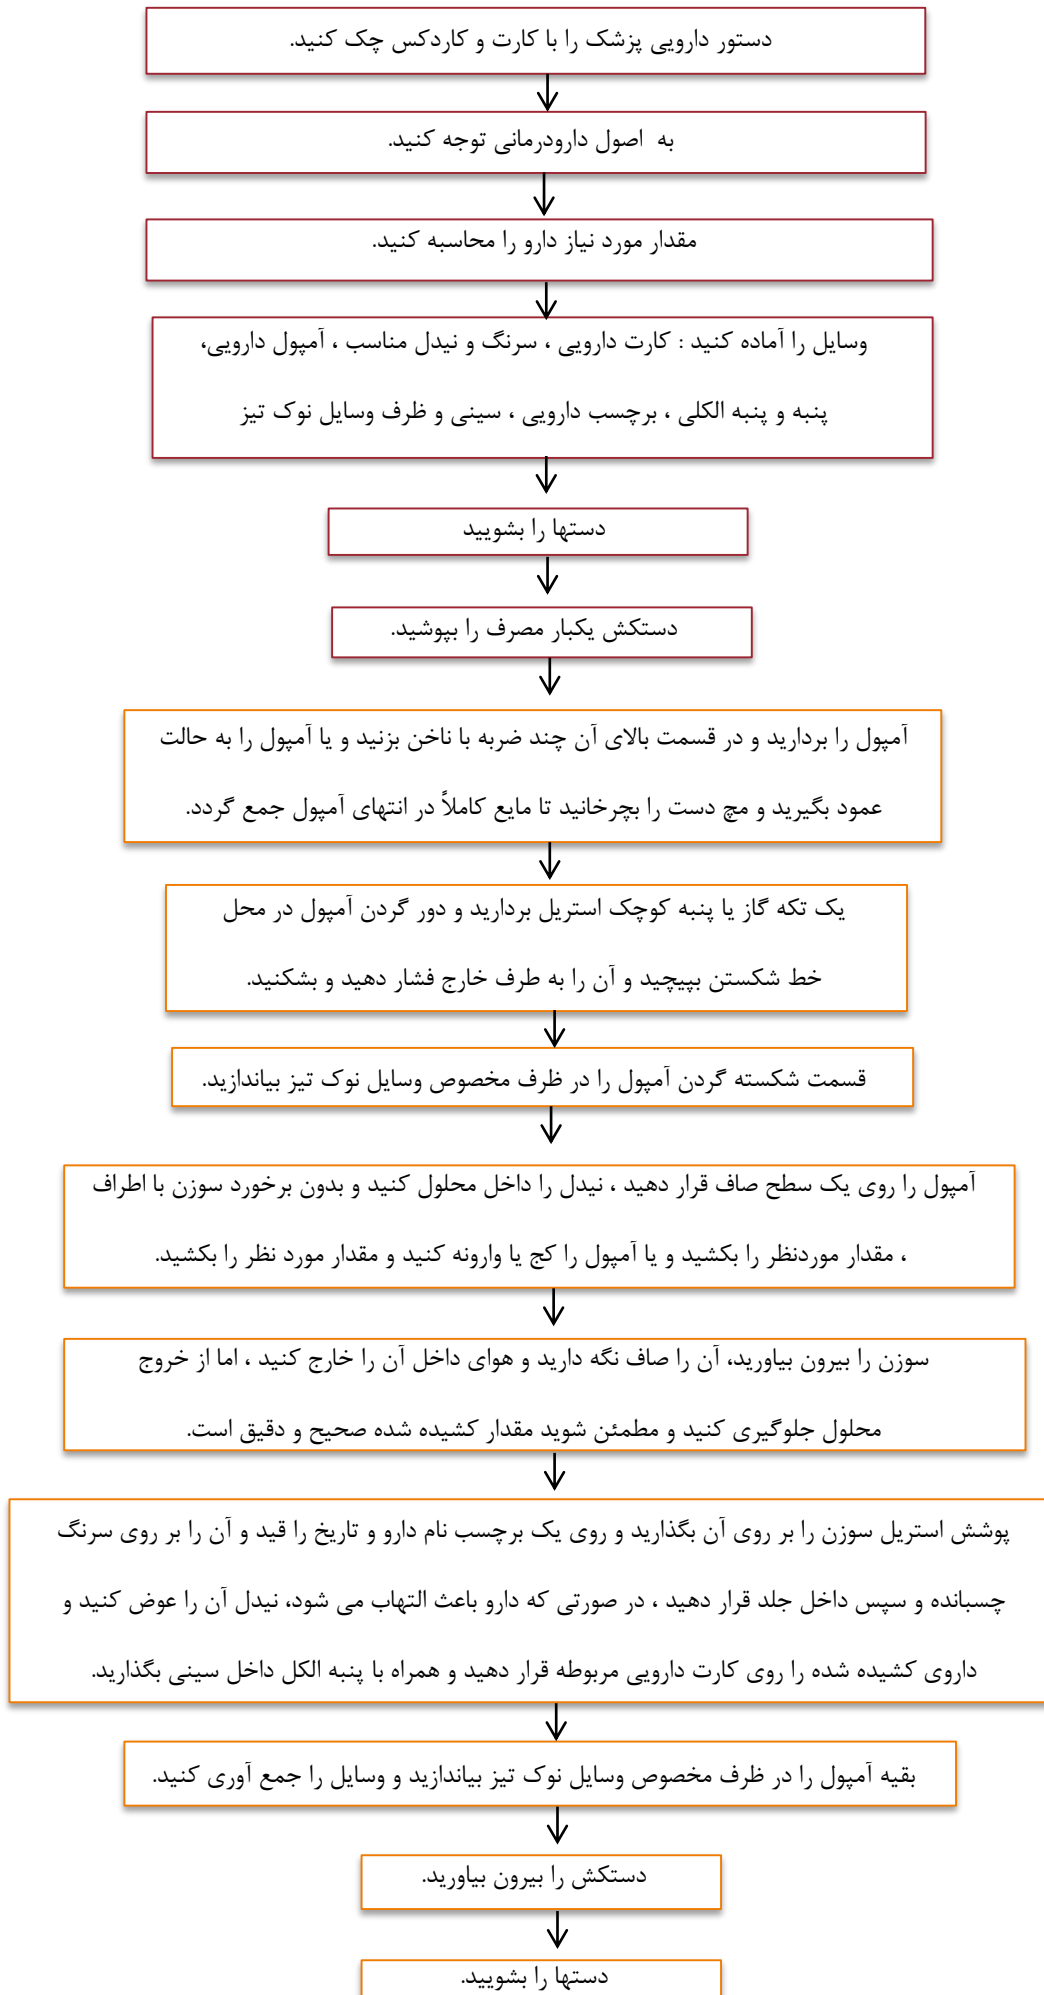 دستور دارویی پزشک را با کارت و کاردکس چک کنید.
به اصول دارودرمانی توجه کنید.
مقدار مورد نیاز دارو را محاسبه کنید.
وسایل را آماده کنید : کارت دارویی ، سرنگ و نیدل مناسب ، آمپول دارویی،
پنبه و پنبه الکلی ، برچسب دارویی ، سینی و ظرف وسایل نوک تیز
دستها را بشویید
دستکش یکبار مصرف را بپوشید.
آمپول را بردارید و در قسمت بالای آن چند ضربه با ناخن بزنید و یا آمپول را به حالت
عمود بگیرید و مچ دست را بچرخانید تا مایع کاملاً در انتهای آمپول جمع گردد.
یک تکه گاز یا پنبه کوچک استریل بردارید و دور گردن آمپول در محل
خط شکستن بپیچید و آن را به طرف خارج فشار دهید و بشکنید.
قسمت شکسته گردن آمپول را در ظرف مخصوص وسایل نوک تیز بیاندازید.
آمپول را روی یک سطح صاف قرار دهید ، نیدل را داخل محلول کنید و بدون برخورد سوزن با اطراف
، مقدار موردنظر را بکشید و یا آمپول را کج یا وارونه کنید و مقدار مورد نظر را بکشید.
سوزن را بیرون بیاورید، آن را صاف نگه دارید و هوای داخل آن را خارج کنید ، اما از خروج
محلول جلوگیری کنید و مطمئن شوید مقدار کشیده شده صحیح و دقیق است.
پوشش استریل سوزن را بر روی آن بگذارید و روی یک برچسب نام دارو و تاریخ را قید و آن را بر روی سرنگ
چسبانده و سپس داخل جلد قرار دهید ، در صورتی که دارو باعث التهاب می شود، نیدل آن را عوض کنید و
داروی کشیده شده را روی کارت دارویی مربوطه قرار دهید و همراه با پنبه الکل داخل سینی بگذارید.
بقیه آمپول را در ظرف مخصوص وسایل نوک تیز بیاندازید و وسایل را جمع آوری کنید.
دستکش را بیرون بیاورید.
دستها را بشویید.